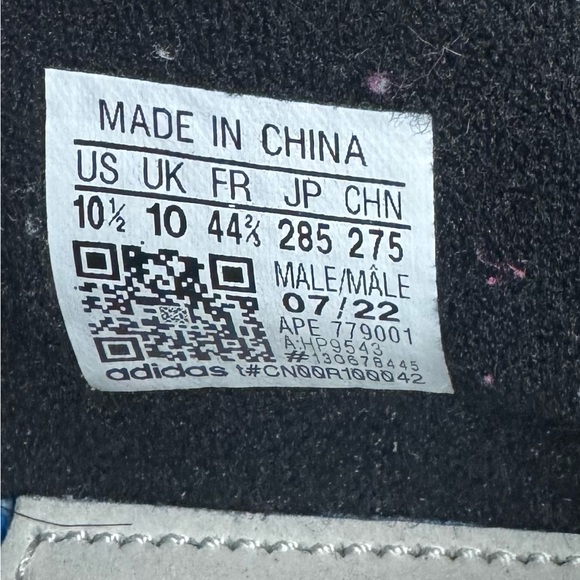 MADE IN CHINA
US UK FR JP CHN
10½ 10 44⅔ 285 275
MALE/MÂLE
07/22
APE 779001
A:HP9543
#130678445
adidas t#CN00R100042